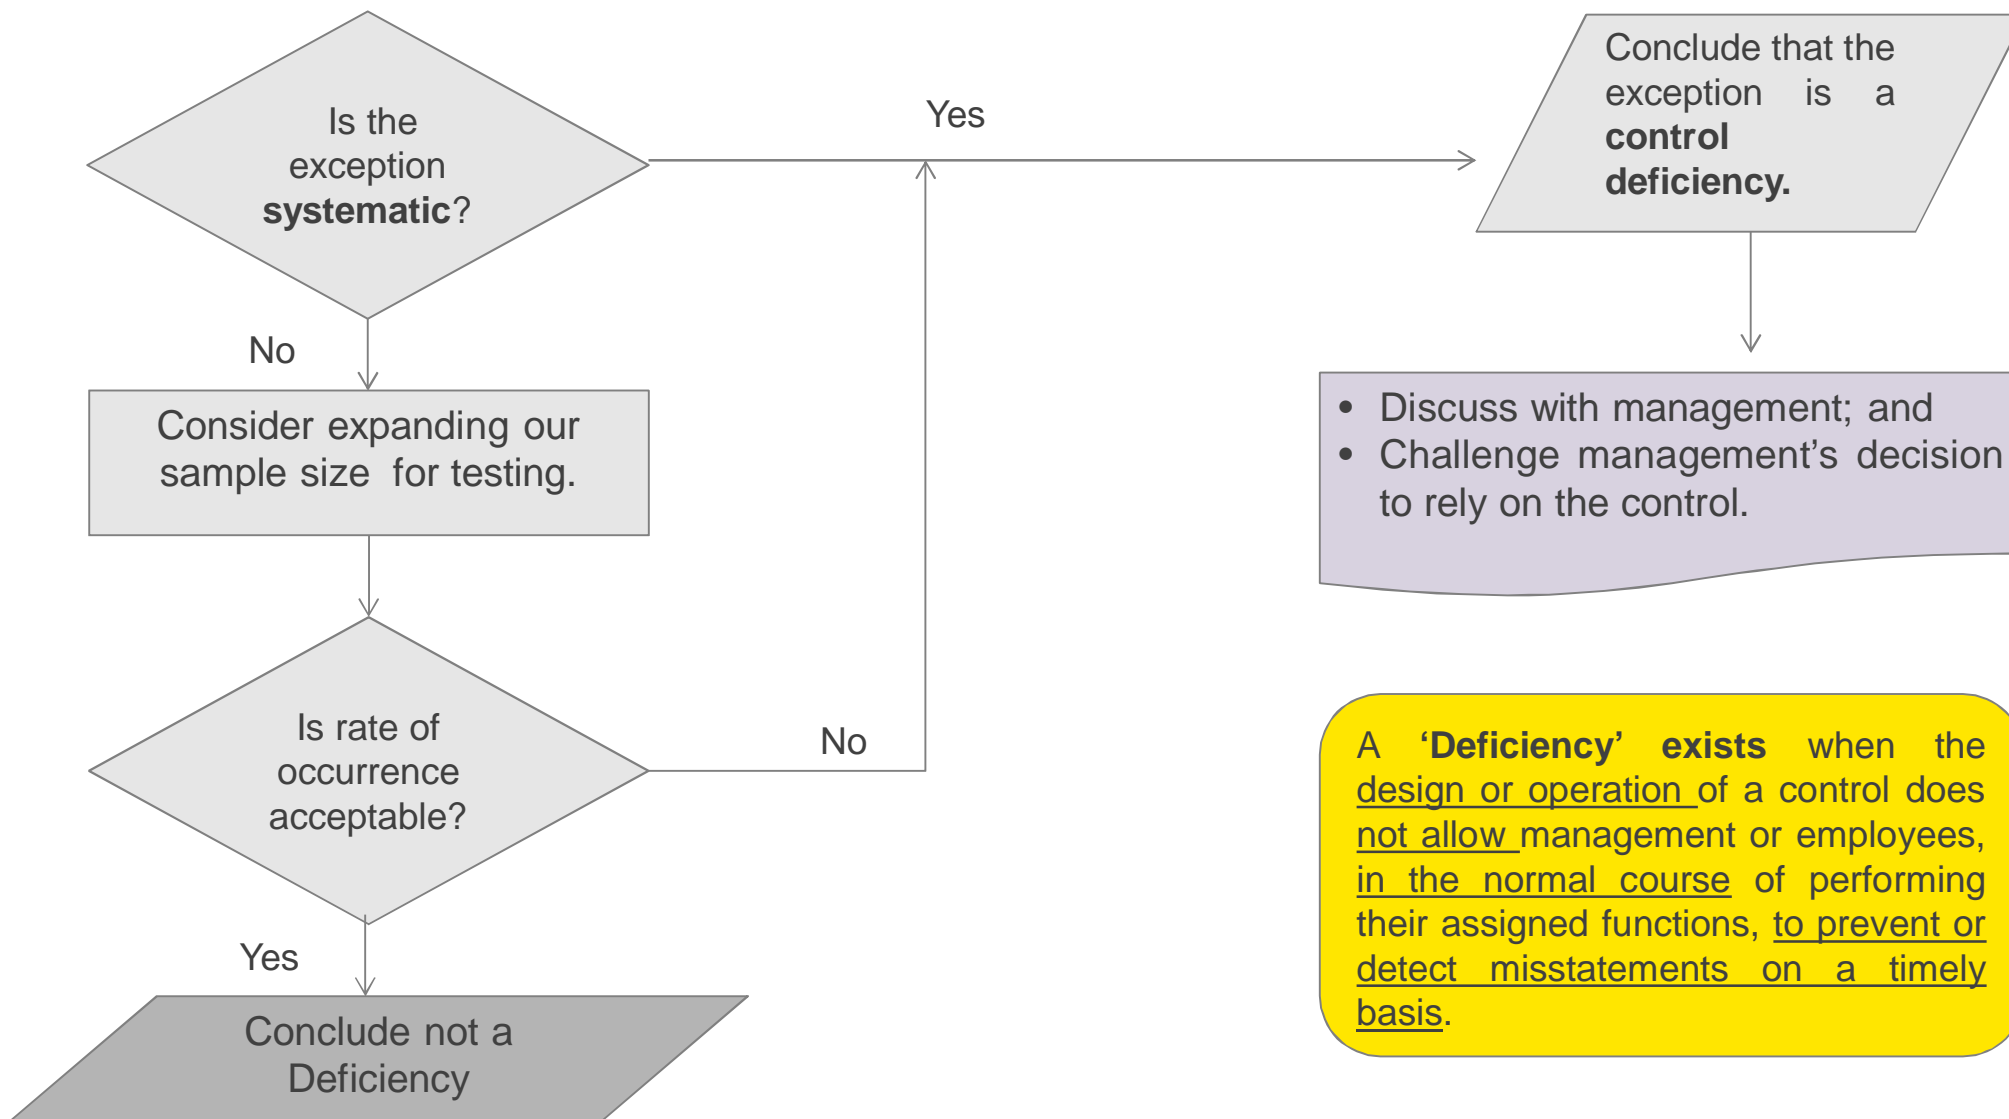 Is the
exception
systematic?
Yes
Conclude that the
exception is a
control
deficiency.
No
Consider expanding our
sample size for testing.
• Discuss with management; and
• Challenge management’s decision
to rely on the control.
Is rate of
occurrence
acceptable?
No
A ‘Deficiency’ exists when the
design or operation of a control does
not allow management or employees,
in the normal course of performing
their assigned functions, to prevent or
detect misstatements on a timely
basis.
Yes
Conclude not a
Deficiency